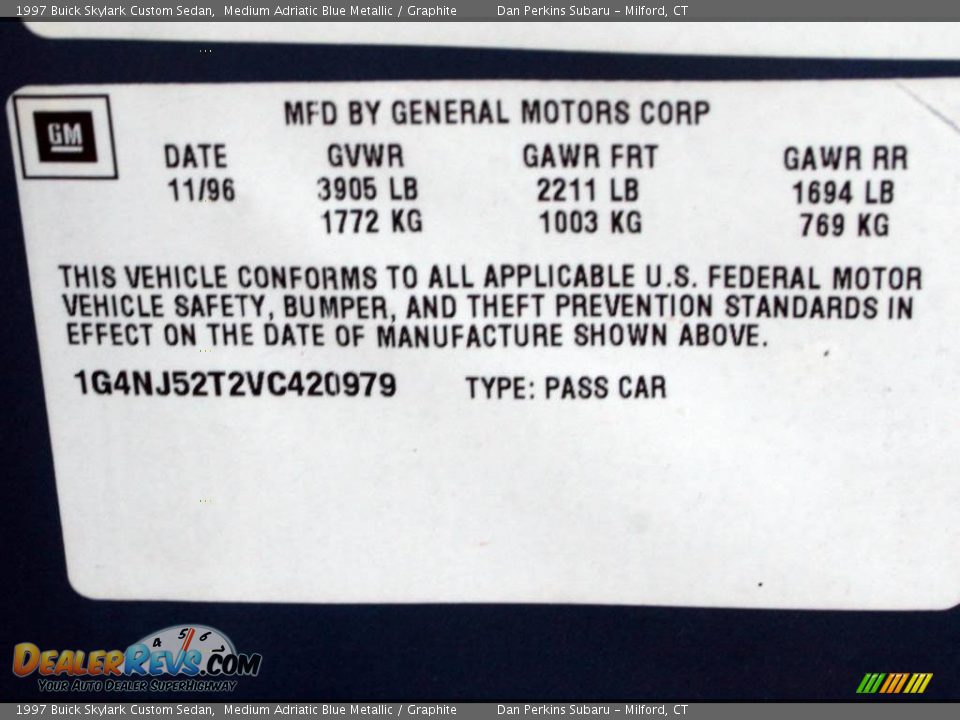 1997 Buick Skylark Custom Sedan, Medium Adriatic Blue Metallic / Graphite Dan Perkins Subaru - Milford, CT
GM
MFD BY GENERAL MOTORS CORP
DATE GVWR GAWR FRT GAWR RR
11/96 3905 LB 2211 LB 1694 LB
1772 KG 1003 KG 769 KG
THIS VEHICLE CONFORMS TO ALL APPLICABLE U.S. FEDERAL MOTOR
VEHICLE SAFETY, BUMPER, AND THEFT PREVENTION STANDARDS IN
EFFECT ON THE DATE OF MANUFACTURE SHOWN ABOVE.
1G4NJ52T2VC420979 TYPE: PASS CAR
4 5 6 7
DEALERREVS.COM
YOUR AUTO DEALER SUPERHIGHWAY
1997 Buick Skylark Custom Sedan, Medium Adriatic Blue Metallic / Graphite Dan Perkins Subaru - Milford, CT